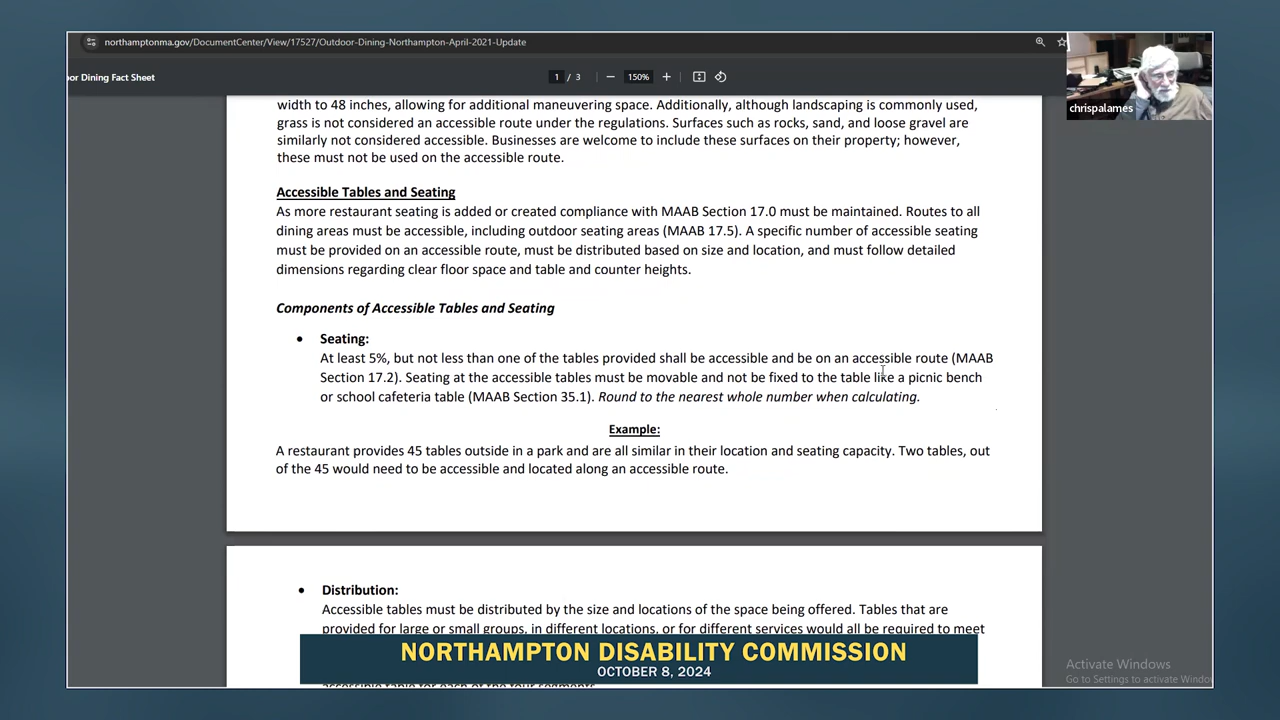 northamptonma.gov/DocumentCenter/View/17527/Outdoor-Dining-Northampton-April-2021-Update
or Dining Fact Sheet
1 / 3
150%
chrispalames
width to 48 inches, allowing for additional maneuvering space. Additionally, although landscaping is commonly used,
grass is not considered an accessible route under the regulations. Surfaces such as rocks, sand, and loose gravel are
similarly not considered accessible. Businesses are welcome to include these surfaces on their property; however,
these must not be used on the accessible route.
Accessible Tables and Seating
As more restaurant seating is added or created compliance with MAAB Section 17.0 must be maintained. Routes to all
dining areas must be accessible, including outdoor seating areas (MAAB 17.5). A specific number of accessible seating
must be provided on an accessible route, must be distributed based on size and location, and must follow detailed
dimensions regarding clear floor space and table and counter heights.
Components of Accessible Tables and Seating
• Seating:
At least 5%, but not less than one of the tables provided shall be accessible and be on an accessible route (MAAB
Section 17.2). Seating at the accessible tables must be movable and not be fixed to the table like a picnic bench
or school cafeteria table (MAAB Section 35.1). Round to the nearest whole number when calculating.
Example:
A restaurant provides 45 tables outside in a park and are all similar in their location and seating capacity. Two tables, out
of the 45 would need to be accessible and located along an accessible route.
• Distribution:
Accessible tables must be distributed by the size and locations of the space being offered. Tables that are
provided for large or small groups, in different locations, or for different services would all be required to meet
NORTHAMPTON DISABILITY COMMISSION
OCTOBER 8, 2024
accessible table for each of the four segments.
Activate Windows
Go to Settings to activate Windo